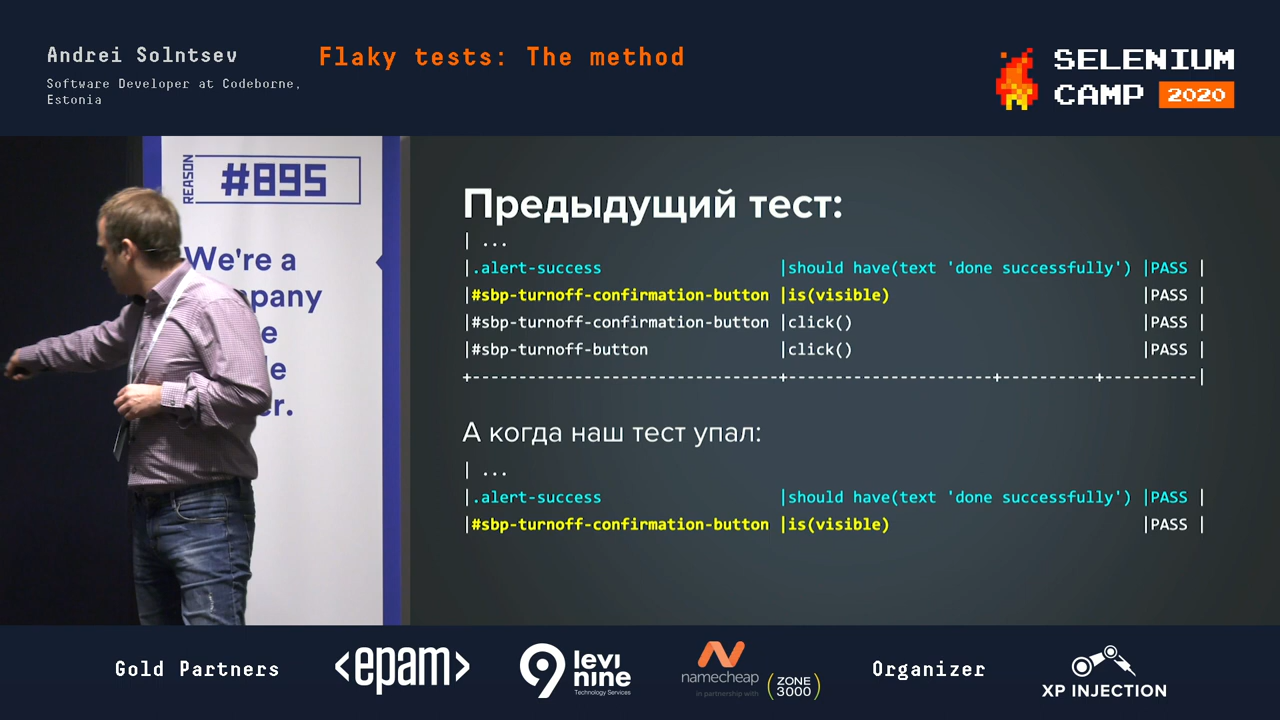 Andrei Solntsev
Software Developer at Codeborne,
Estonia
Flaky tests: The method
SELENIUM
CAMP 2020
REASON
#895
We're a
Предыдущий тест:
| ...
|.alert-success |should have(text 'done successfully') |PASS |
|#sbp-turnoff-confirmation-button |is(visible) |PASS |
|#sbp-turnoff-confirmation-button |click() |PASS |
|#sbp-turnoff-button |click() |PASS |
+---------------------------------+-----------------------+----------+----------|
А когда наш тест упал:
| ...
|.alert-success |should have(text 'done successfully') |PASS |
|#sbp-turnoff-confirmation-button |is(visible) |PASS |
Gold Partners
<epam>
9 levi
nine
Technology Services
namecheap
in partnership with
ZONE
3000
Organizer
XP INJECTION